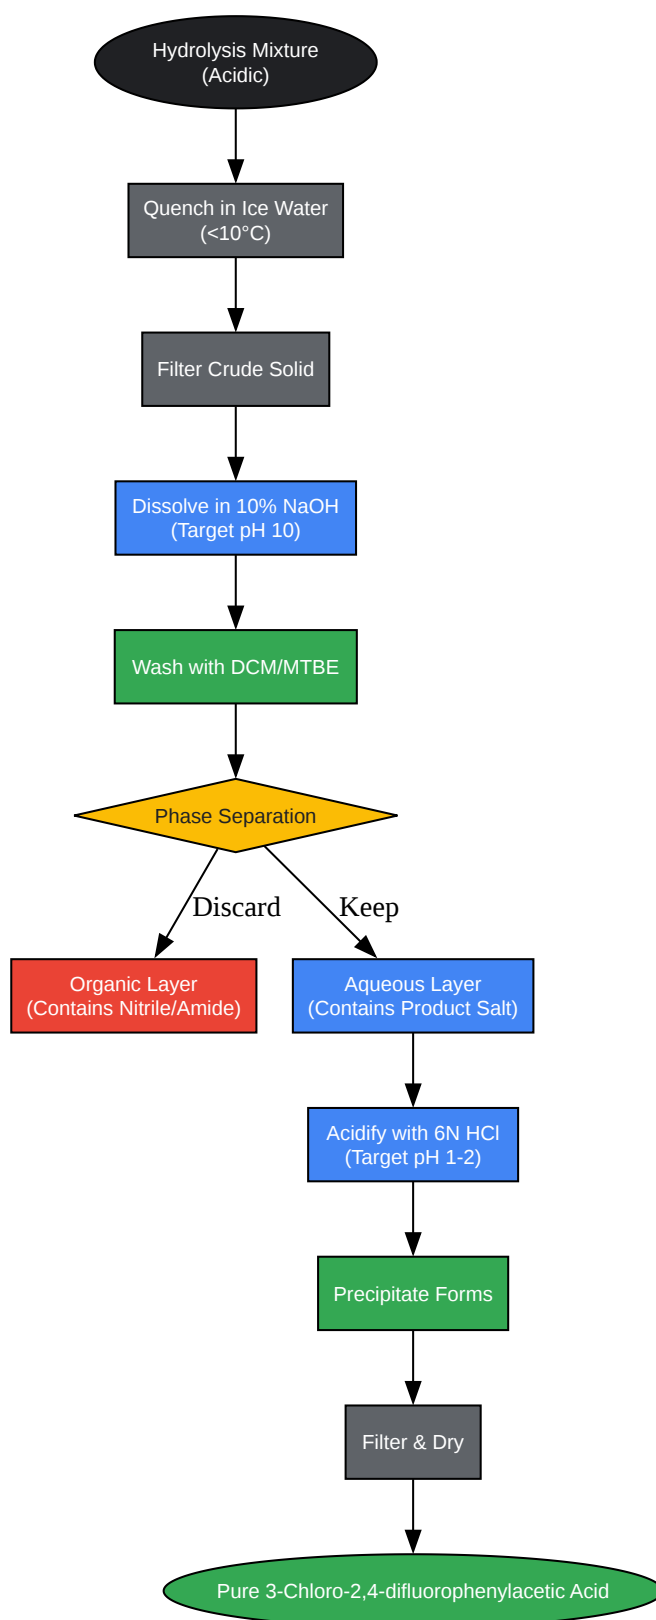 Hydrolysis Mixture
(Acidic)
Quench in Ice Water
(<10°C)
Filter Crude Solid
Dissolve in 10% NaOH
(Target pH 10)
Wash with DCM/MTBE
Phase Separation
Discard
Keep
Organic Layer
(Contains Nitrile/Amide)
Aqueous Layer
(Contains Product Salt)
Acidify with 6N HCl
(Target pH 1-2)
Precipitate Forms
Filter & Dry
Pure 3-Chloro-2,4-difluorophenylacetic Acid